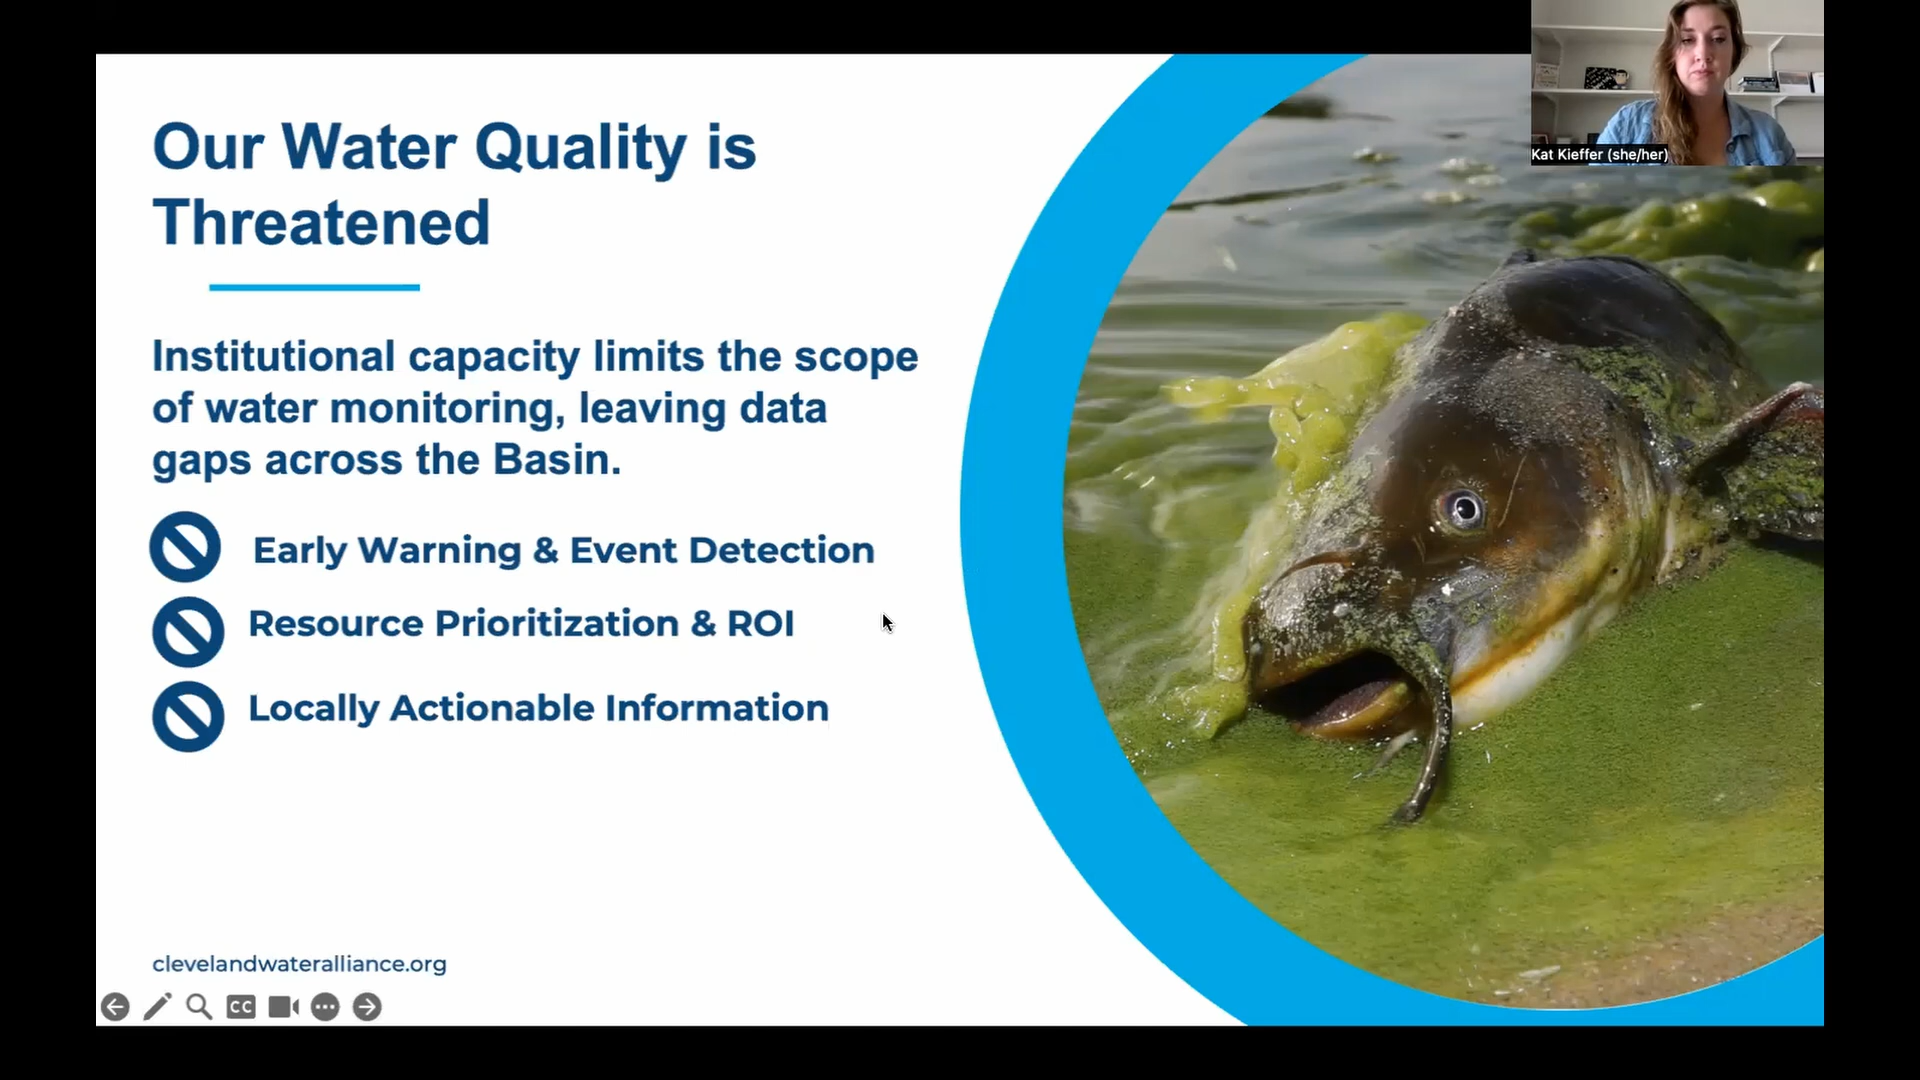 Our Water Quality is
Threatened
Institutional capacity limits the scope
of water monitoring, leaving data
gaps across the Basin.
Early Warning & Event Detection
Resource Prioritization & ROI
Locally Actionable Information
clevelandwateralliance.org
CC
Kat Kieffer (she/her)